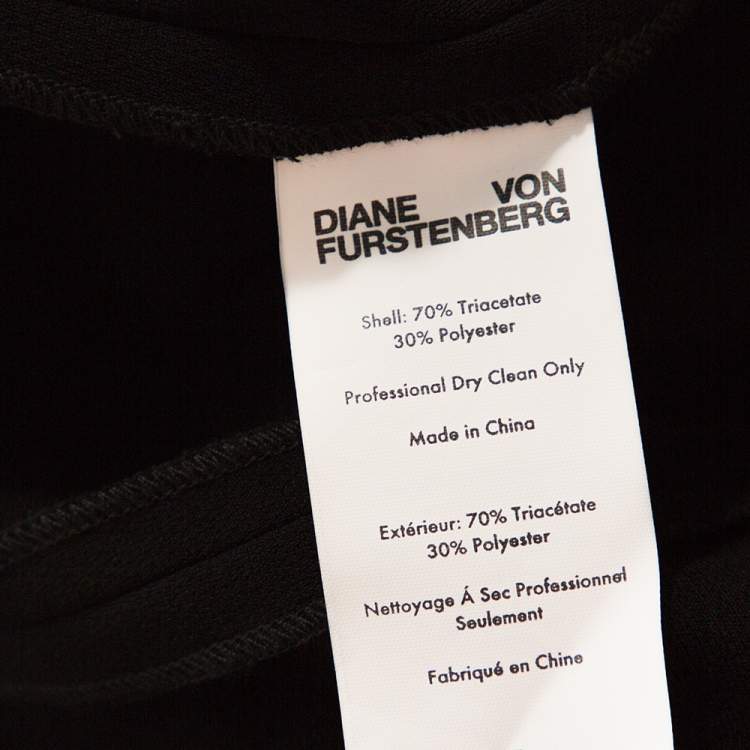 DIANE VON
FURSTENBERG
Shell: 70% Triacetate
30% Polyester
Professional Dry Clean Only
Made in China
Extérieur: 70% Triacétate
30% Polyester
Nettoyage Á Sec Professionnel
Seulement
Fabriqué en Chine